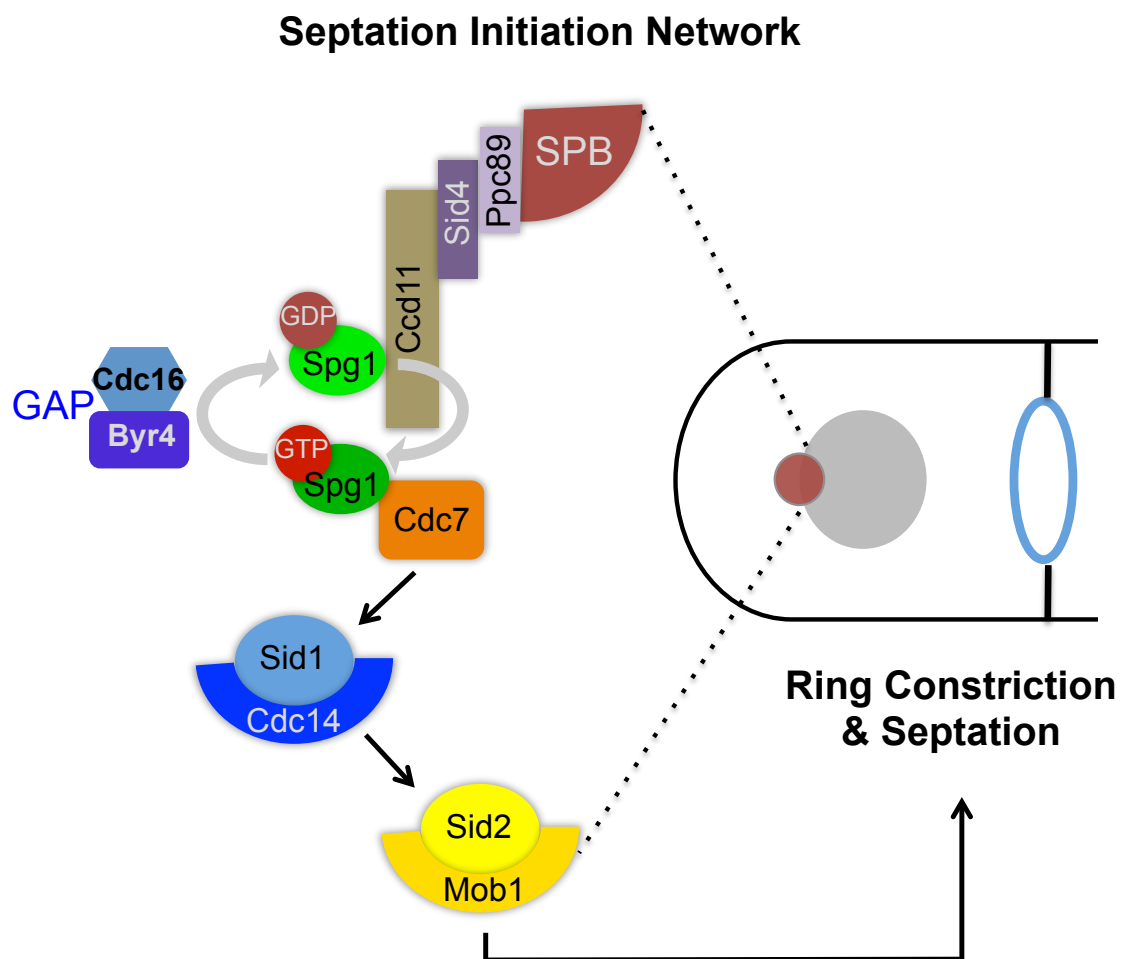 Septation Initiation Network
SPB
Ppc89
Sid4
Ccd11
GDP
Spg1
Cdc16
GAP
Byr4
GTP
Spg1
Cdc7
Sid1
Cdc14
Ring Constriction
& Septation
Sid2
Mob1